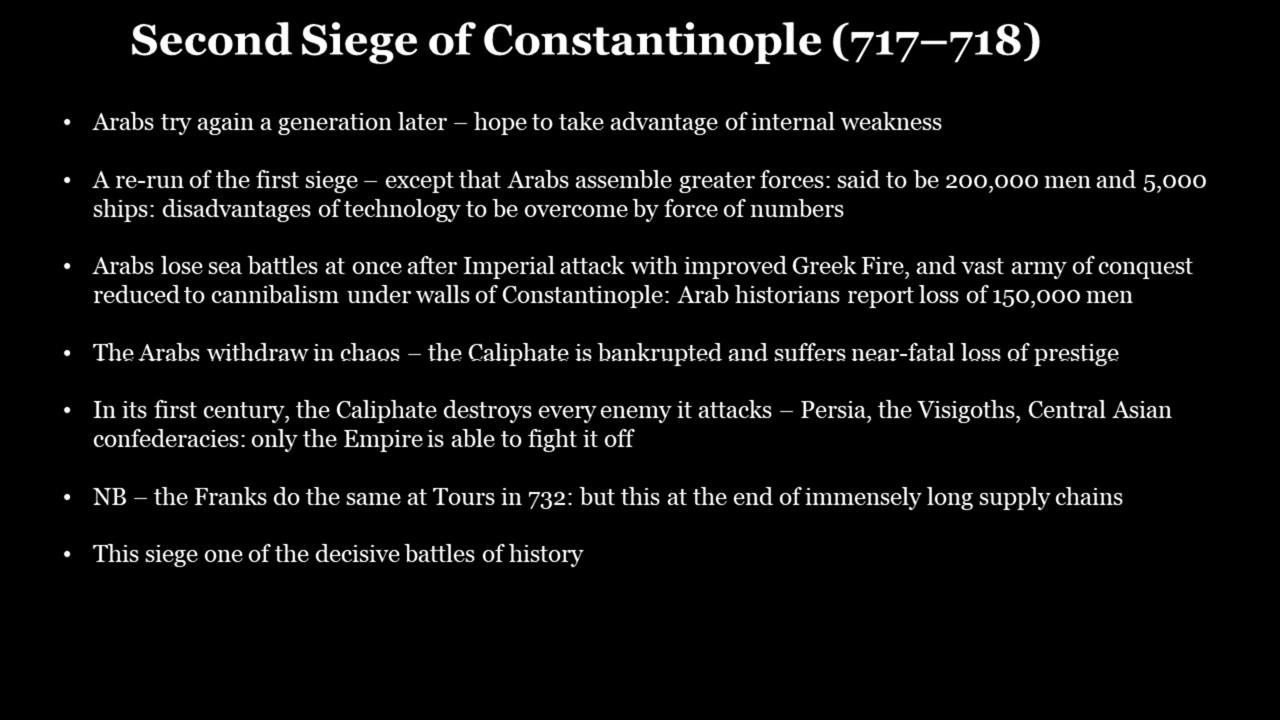 Second Siege of Constantinople (717–718)
• Arabs try again a generation later – hope to take advantage of internal weakness
• A re-run of the first siege – except that Arabs assemble greater forces: said to be 200,000 men and 5,000
ships: disadvantages of technology to be overcome by force of numbers
• Arabs lose sea battles at once after Imperial attack with improved Greek Fire, and vast army of conquest
reduced to cannibalism under walls of Constantinople: Arab historians report loss of 150,000 men
• The Arabs withdraw in chaos – the Caliphate is bankrupted and suffers near-fatal loss of prestige
• In its first century, the Caliphate destroys every enemy it attacks – Persia, the Visigoths, Central Asian
confederacies: only the Empire is able to fight it off
• NB – the Franks do the same at Tours in 732: but this at the end of immensely long supply chains
• This siege one of the decisive battles of history